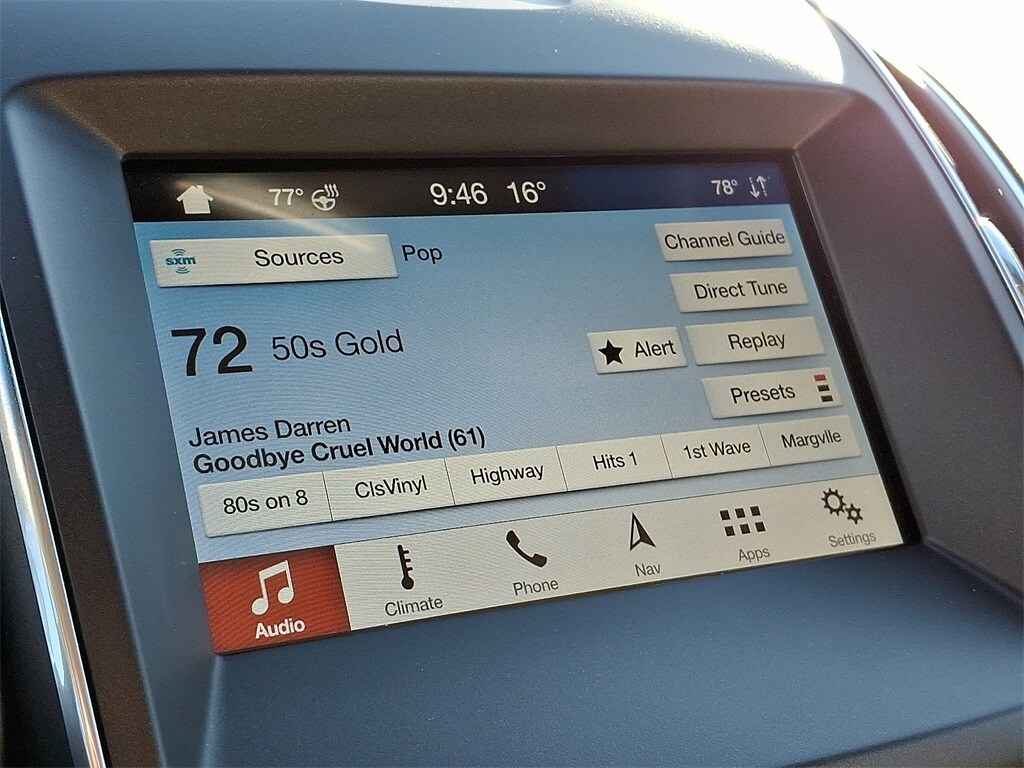 77° 9:46 16° 78°
sxm Sources Pop Channel Guide
Direct Tune
72 50s Gold
Alert Replay
Presets
James Darren
Goodbye Cruel World (61)
80s on 8 ClsVinyl Highway Hits 1 1st Wave Margvlle
Audio Climate Phone Nav Apps Settings